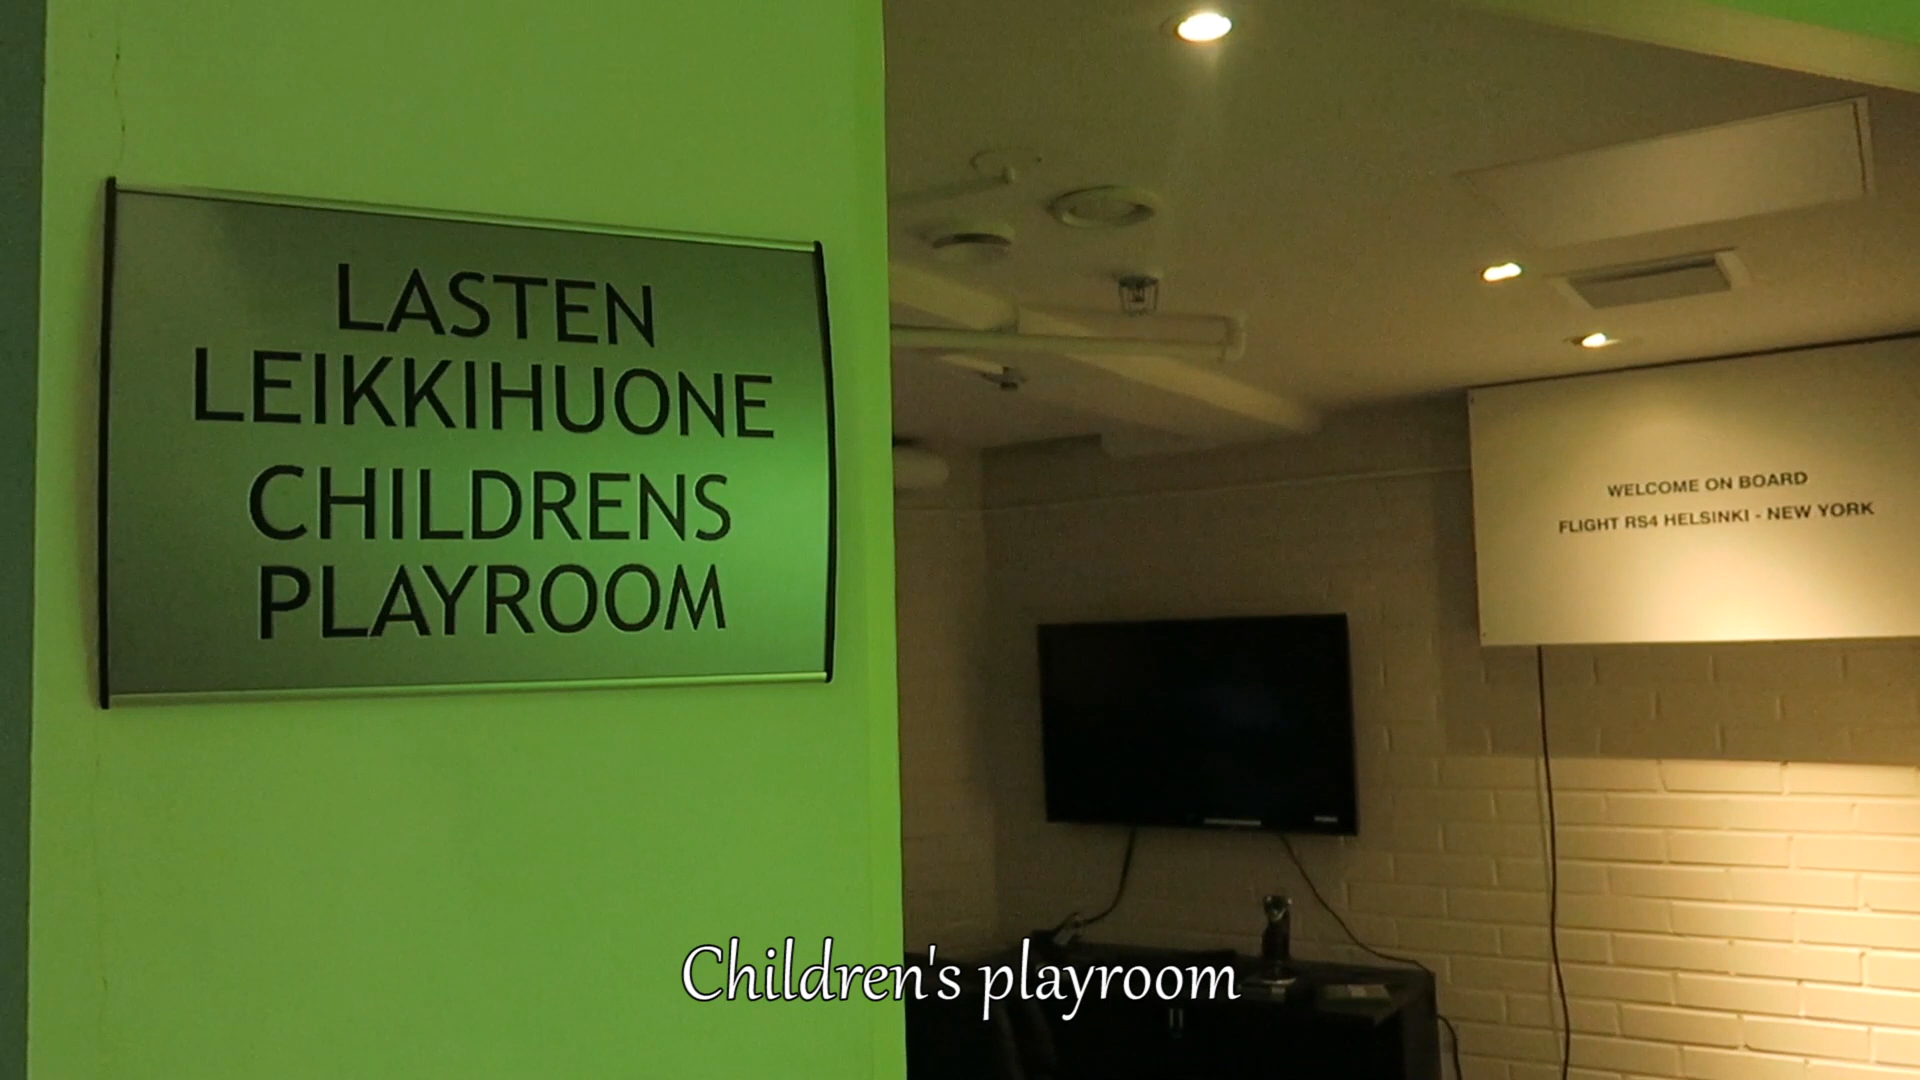 LASTEN
LEIKKIHUONE
CHILDRENS
PLAYROOM
WELCOME ON BOARD
FLIGHT RS4 HELSINKI - NEW YORK
Children's playroom